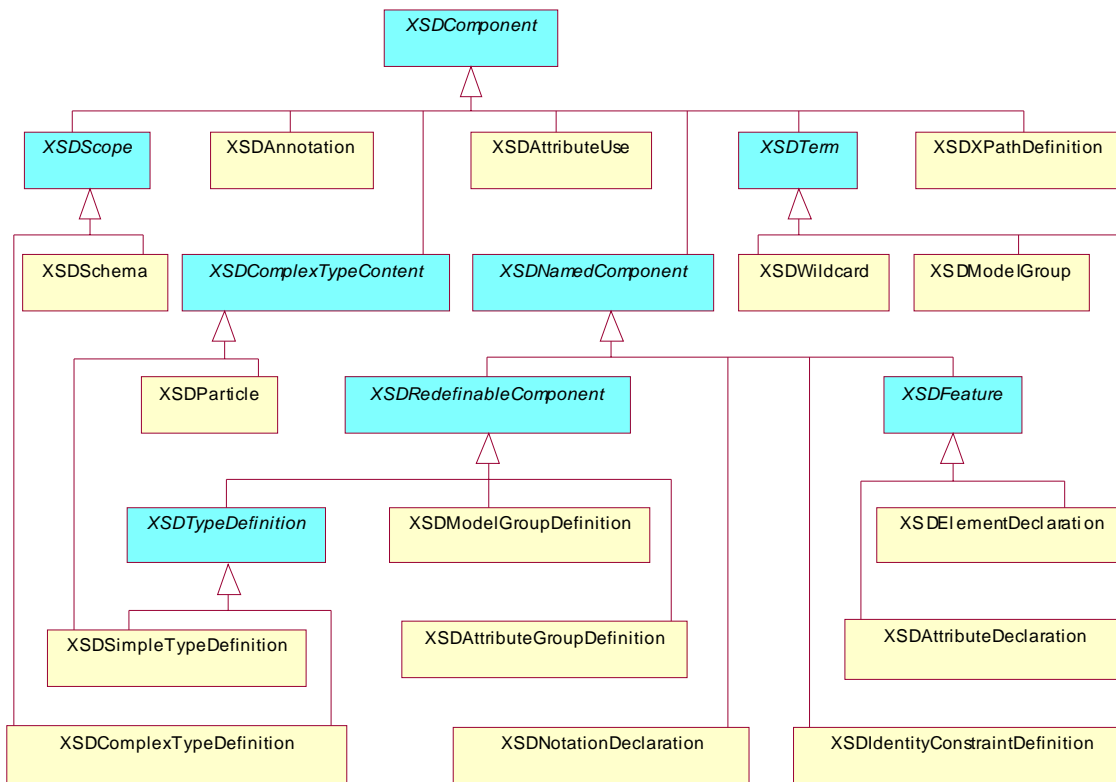 XSDComponent
XSDScope
XSDAnnotation
XSDAttributeUse
XSDTerm
XSDXPathDefinition
XSDSchema
XSDComplexTypeContent
XSDNamedComponent
XSDWildcard
XSDModelGroup
XSDParticle
XSDRedefinableComponent
XSDFeature
XSDTypeDefinition
XSDModelGroupDefinition
XSDElementDeclaration
XSDSimpleTypeDefinition
XSDAttributeGroupDefinition
XSDAttributeDeclaration
XSDComplexTypeDefinition
XSDNotationDeclaration
XSDIdentityConstraintDefinition